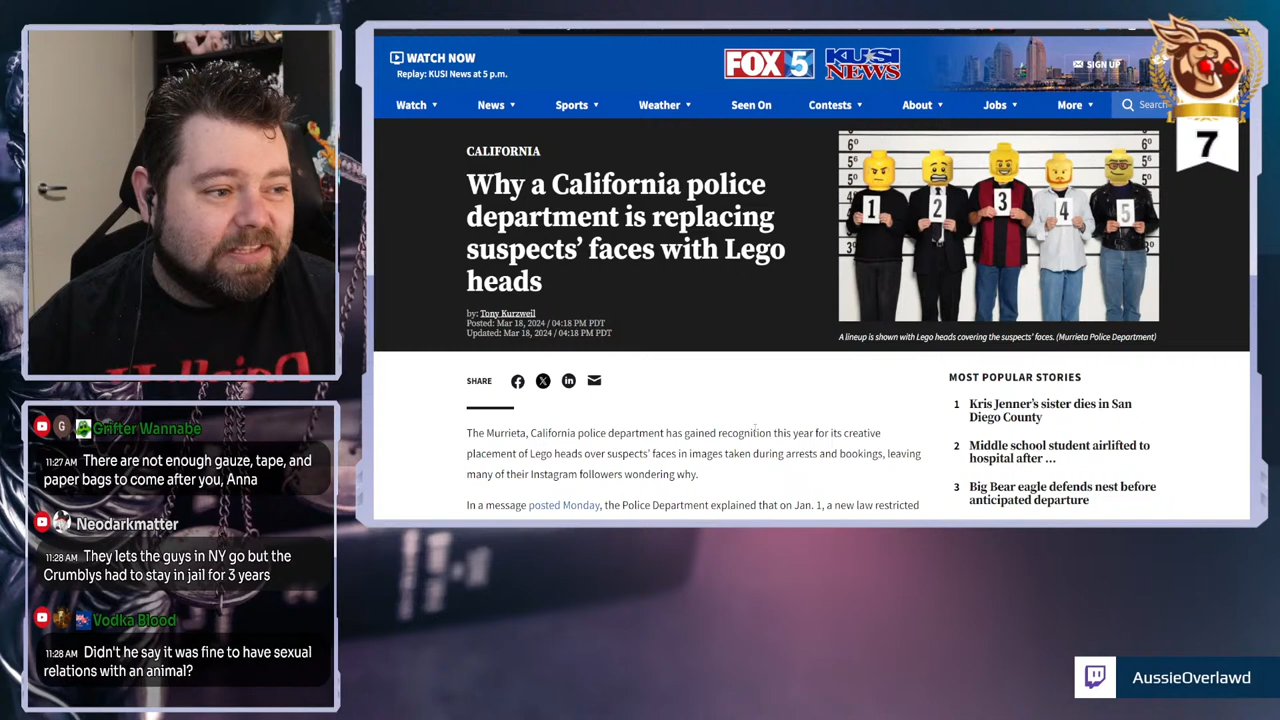 WATCH NOW
Replay: KUSI News at 5 p.m.
FOX 5
KUSI
NEWS
SIGN UP
Watch
News
Sports
Weather
Seen On
Contests
About
Jobs
More
Search
7
CALIFORNIA
Why a California police
department is replacing
suspects’ faces with Lego
heads
by: Tony Kurzweil
Posted: Mar 18, 2024 / 04:18 PM PDT
Updated: Mar 18, 2024 / 04:18 PM PDT
1
2
3
4
5
A lineup is shown with Lego heads covering the suspects’ faces. (Murrieta Police Department)
SHARE
The Murrieta, California police department has gained recognition this year for its creative
placement of Lego heads over suspects’ faces in images taken during arrests and bookings, leaving
many of their Instagram followers wondering why.
In a message posted Monday, the Police Department explained that on Jan. 1, a new law restricted
MOST POPULAR STORIES
1 Kris Jenner’s sister dies in San
Diego County
2 Middle school student airlifted to
hospital after ...
3 Big Bear eagle defends nest before
anticipated departure
G Grifter Wannabe
11:27 AM There are not enough gauze, tape, and
paper bags to come after you, Anna
Neodarkmatter
11:28 AM They lets the guys in NY go but the
Crumblys had to stay in jail for 3 years
Vodka Blood
11:28 AM Didn't he say it was fine to have sexual
relations with an animal?
AussieOverlawd